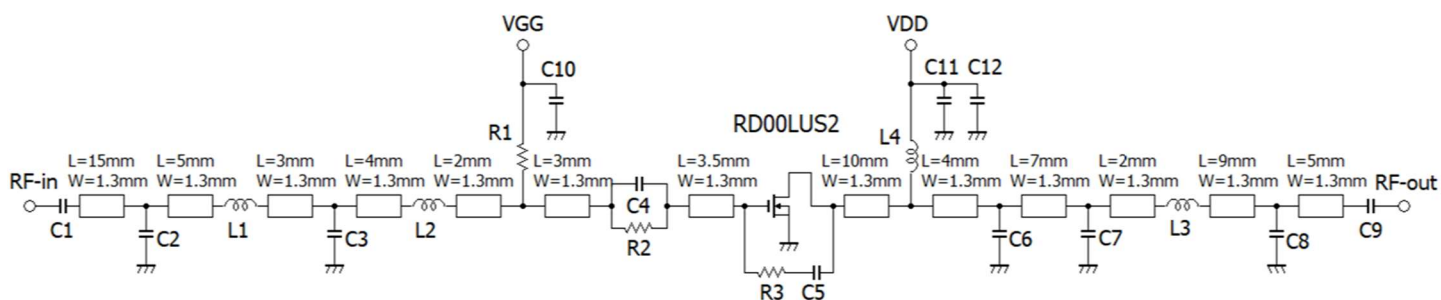 VGG
VDD
C10
C11 C12
R1
RD00LUS2
L4
RF-in
L=15mm
W=1.3mm
L=5mm
W=1.3mm
L=3mm
W=1.3mm
L=4mm
W=1.3mm
L=2mm
W=1.3mm
L=3mm
W=1.3mm
L=3.5mm
W=1.3mm
L=10mm
W=1.3mm
L=4mm
W=1.3mm
L=7mm
W=1.3mm
L=2mm
W=1.3mm
L=9mm
W=1.3mm
L=5mm
W=1.3mm
RF-out
C1
C2
L1
C3
L2
C4
R2
R3
C5
C6
C7
L3
C8
C9